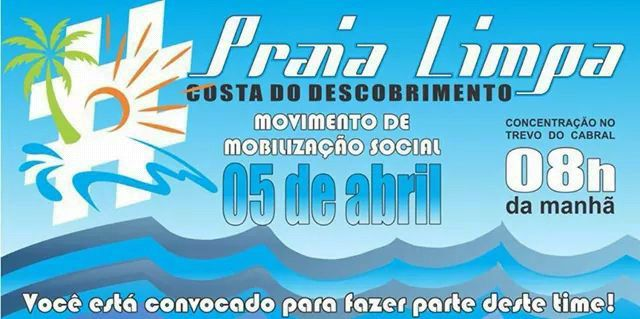 # Praia Limpa
COSTA DO DESCOBRIMENTO
MOVIMENTO DE
MOBILIZAÇÃO SOCIAL
05 de abril
CONCENTRAÇÃO NO
TREVO DO CABRAL
08h
da manhã
Você está convocado para fazer parte deste time!